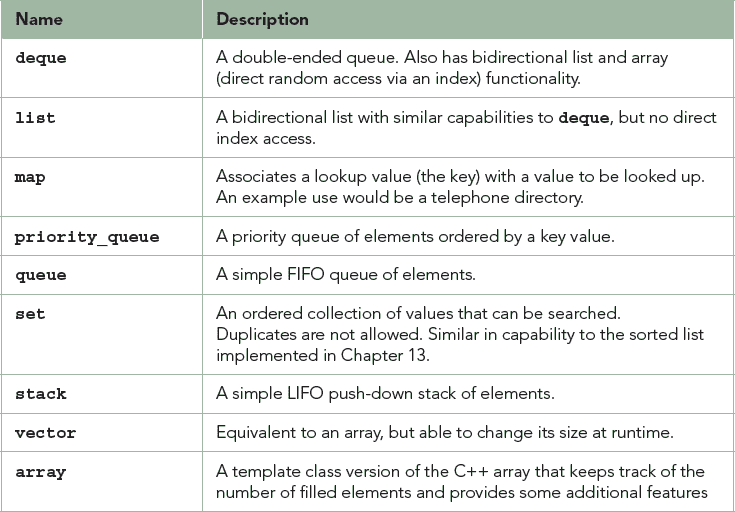 Name Description
deque A double-ended queue. Also has bidirectional list and array
(direct random access via an index) functionality.
list A bidirectional list with similar capabilities to deque, but no direct
index access.
map Associates a lookup value (the key) with a value to be looked up.
An example use would be a telephone directory.
priority_queue A priority queue of elements ordered by a key value.
queue A simple FIFO queue of elements.
set An ordered collection of values that can be searched.
Duplicates are not allowed. Similar in capability to the sorted list
implemented in Chapter 13.
stack A simple LIFO push-down stack of elements.
vector Equivalent to an array, but able to change its size at runtime.
array A template class version of the C++ array that keeps track of the
number of filled elements and provides some additional features